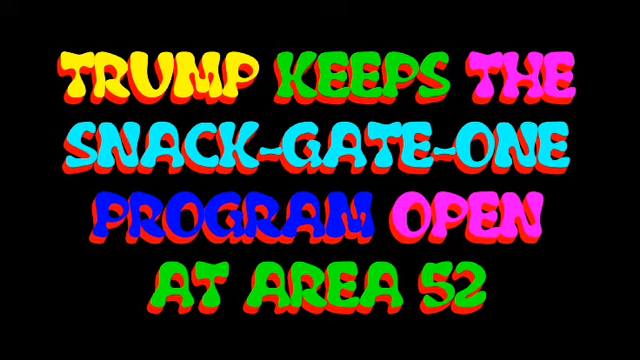 TRUMP KEEPS THE
SNACK-GATE-ONE
PROGRAM OPEN
AT AREA 52